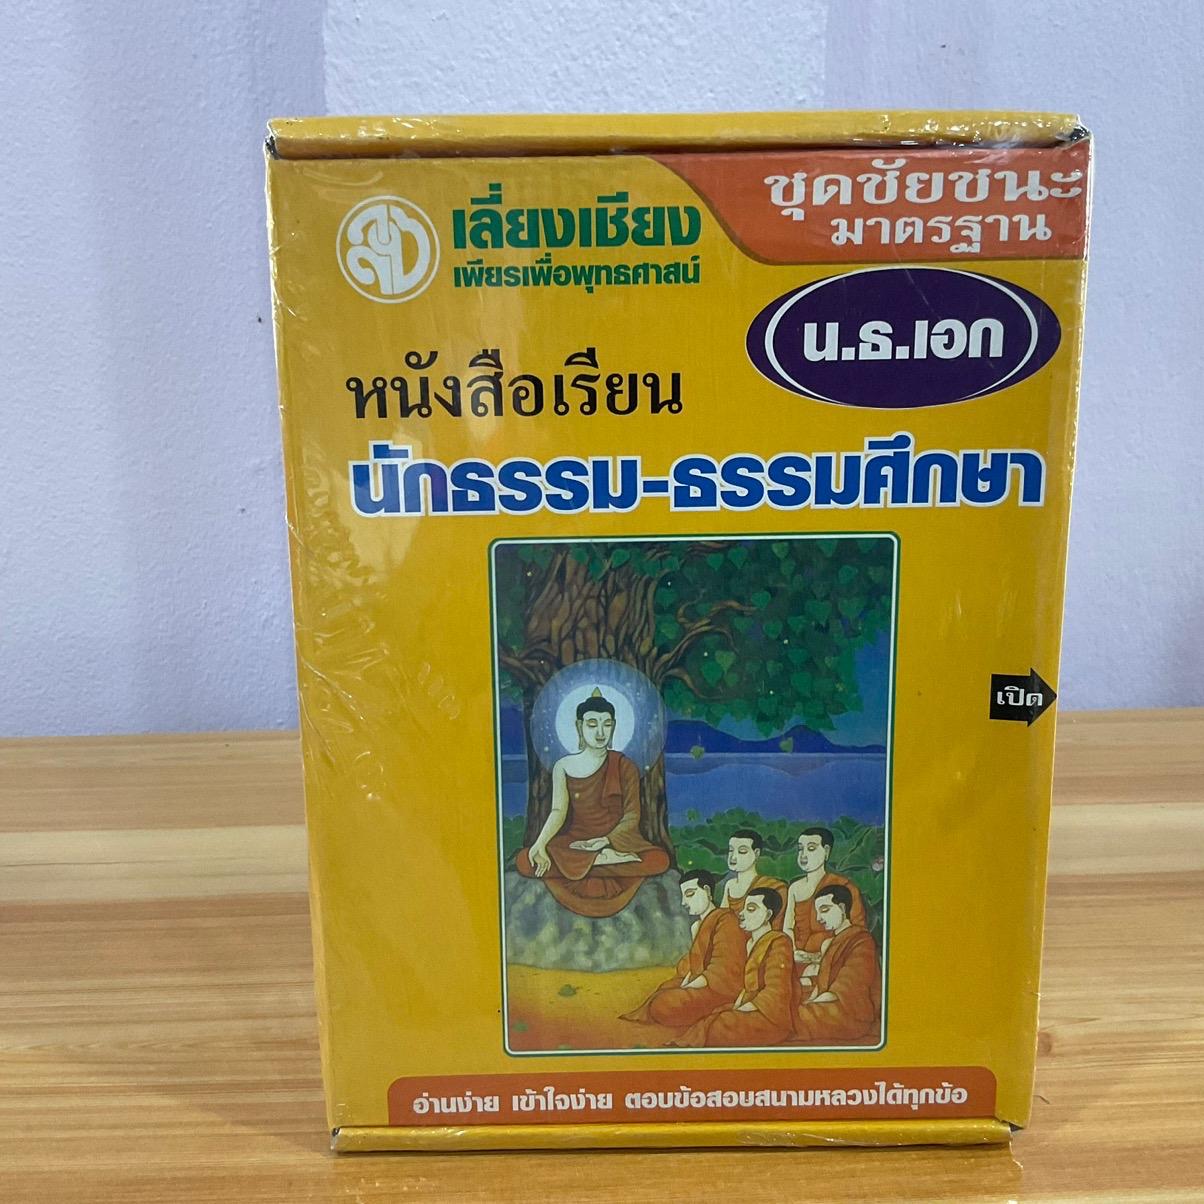 ชุดชัยชนะ
มาตรฐาน
เลี่ยงเชียง
เพียรเพื่อพุทธศาสน์
น.ธ.เอก
หนังสือเรียน
นักธรรม-ธรรมศึกษา
เปิด
อ่านง่าย เข้าใจง่าย ตอบข้อสอบสนามหลวงได้ทุกข้อ